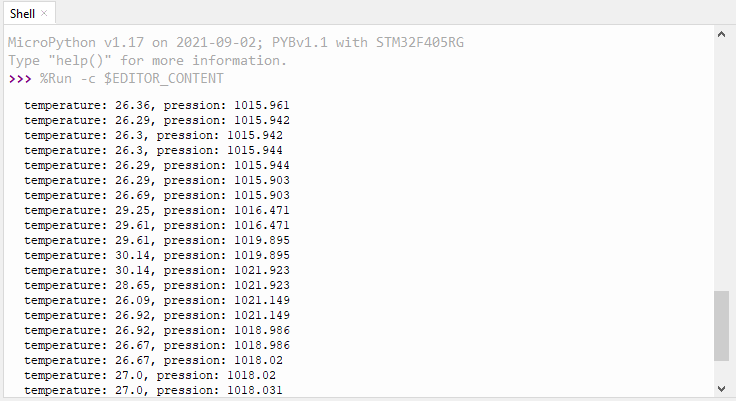 Shell ×
MicroPython v1.17 on 2021-09-02; PYBv1.1 with STM32F405RG
Type "help()" for more information.
>>> %Run -c $EDITOR_CONTENT
temperature: 26.36, pression: 1015.961
temperature: 26.29, pression: 1015.942
temperature: 26.3, pression: 1015.942
temperature: 26.3, pression: 1015.944
temperature: 26.29, pression: 1015.944
temperature: 26.29, pression: 1015.903
temperature: 26.69, pression: 1015.903
temperature: 29.25, pression: 1016.471
temperature: 29.61, pression: 1016.471
temperature: 29.61, pression: 1019.895
temperature: 30.14, pression: 1019.895
temperature: 30.14, pression: 1021.923
temperature: 28.65, pression: 1021.923
temperature: 26.09, pression: 1021.149
temperature: 26.92, pression: 1021.149
temperature: 26.92, pression: 1018.986
temperature: 26.67, pression: 1018.986
temperature: 26.67, pression: 1018.02
temperature: 27.0, pression: 1018.02
temperature: 27.0, pression: 1018.031